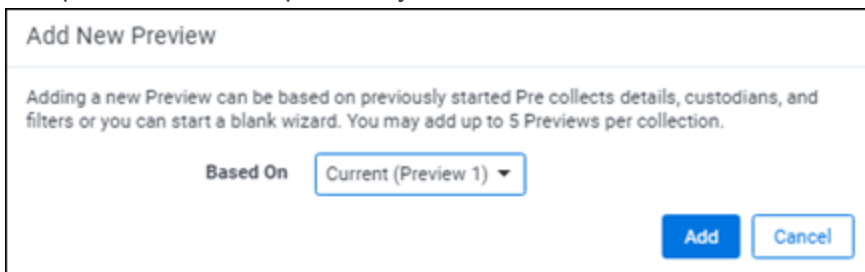 Add New Preview
Adding a new Preview can be based on previously started Pre collects details, custodians, and
filters or you can start a blank wizard. You may add up to 5 Previews per collection.
Based On Current (Preview 1)
Add Cancel